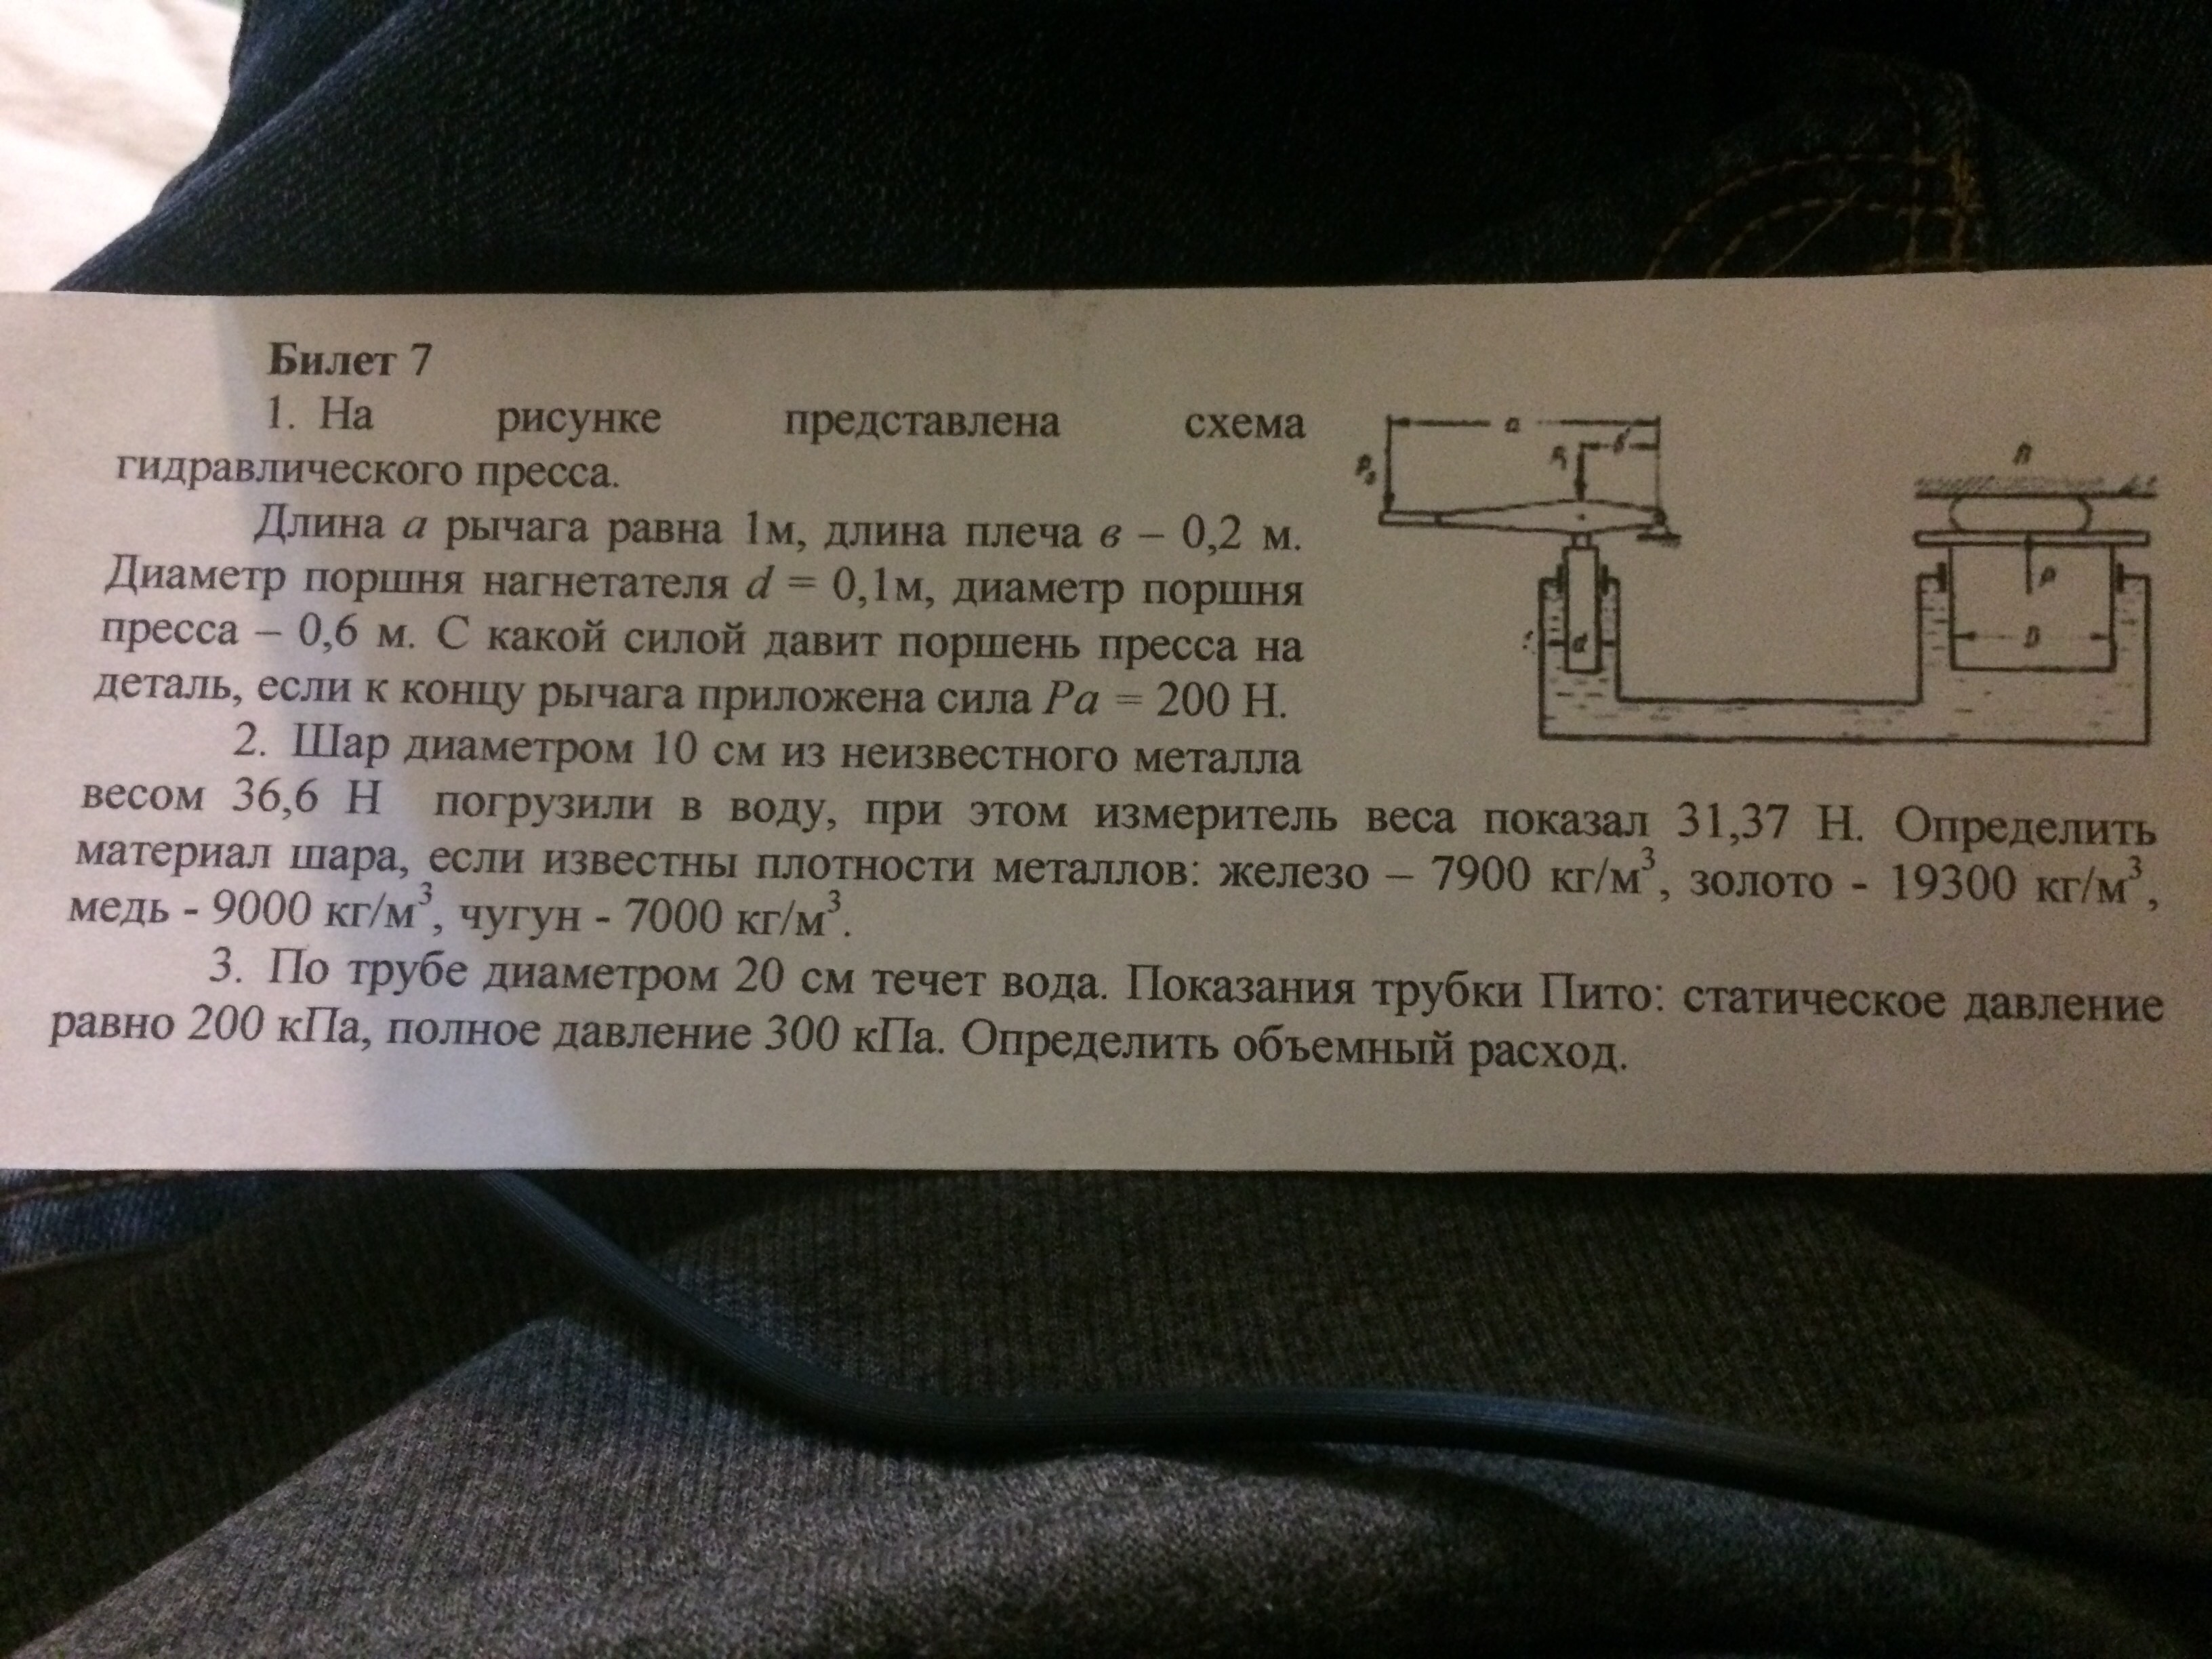 Билет 7
1. На рисунке представлена схема
гидравлического пресса.
Длина а рычага равна 1м, длина плеча в – 0,2 м.
Диаметр поршня нагнетателя d = 0,1м, диаметр поршня
пресса – 0,6 м. С какой силой давит поршень пресса на
деталь, если к концу рычага приложена сила Ра = 200 Н.
2. Шар диаметром 10 см из неизвестного металла
весом 36,6 Н погрузили в воду, при этом измеритель веса показал 31,37 Н. Определить
материал шара, если известны плотности металлов: железо – 7900 кг/м³, золото - 19300 кг/м³,
медь - 9000 кг/м³, чугун - 7000 кг/м³.
3. По трубе диаметром 20 см течет вода. Показания трубки Пито: статическое давление
равно 200 кПа, полное давление 300 кПа. Определить объемный расход.
a
d
D